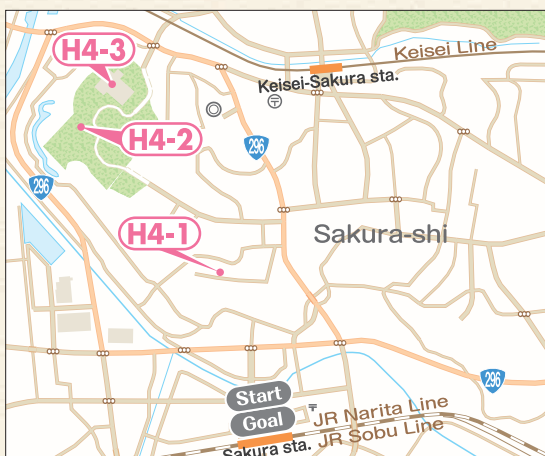 H4-3
Keisei Line
Keisei-Sakura sta.
〒
H4-2
296
296
H4-1
Sakura-shi
296
Start
Goal
〒
JR Narita Line
JR Sobu Line
Sakura sta.